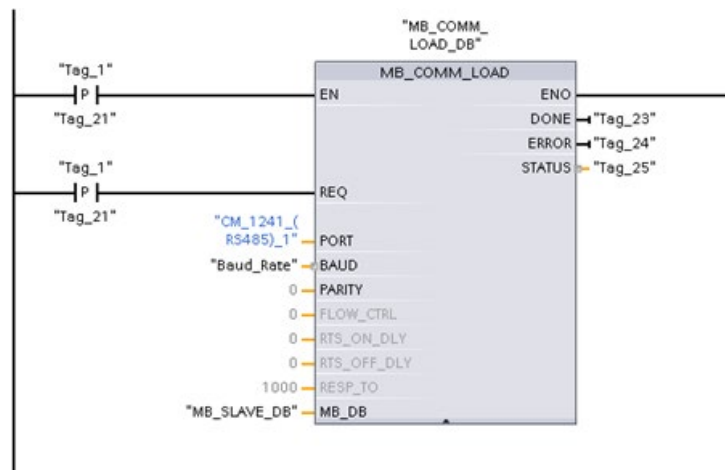 "MB_COMM_
LOAD_DB"
MB_COMM_LOAD
"Tag_1"
P
"Tag_21"
EN
ENO
DONE
"Tag_23"
ERROR
"Tag_24"
STATUS
"Tag_25"
"Tag_1"
P
"Tag_21"
REQ
"CM_1241_(
RS485)_1"
PORT
"Baud_Rate"
BAUD
0
PARITY
0
FLOW_CTRL
0
RTS_ON_DLY
0
RTS_OFF_DLY
1000
RESP_TO
"MB_SLAVE_DB"
MB_DB